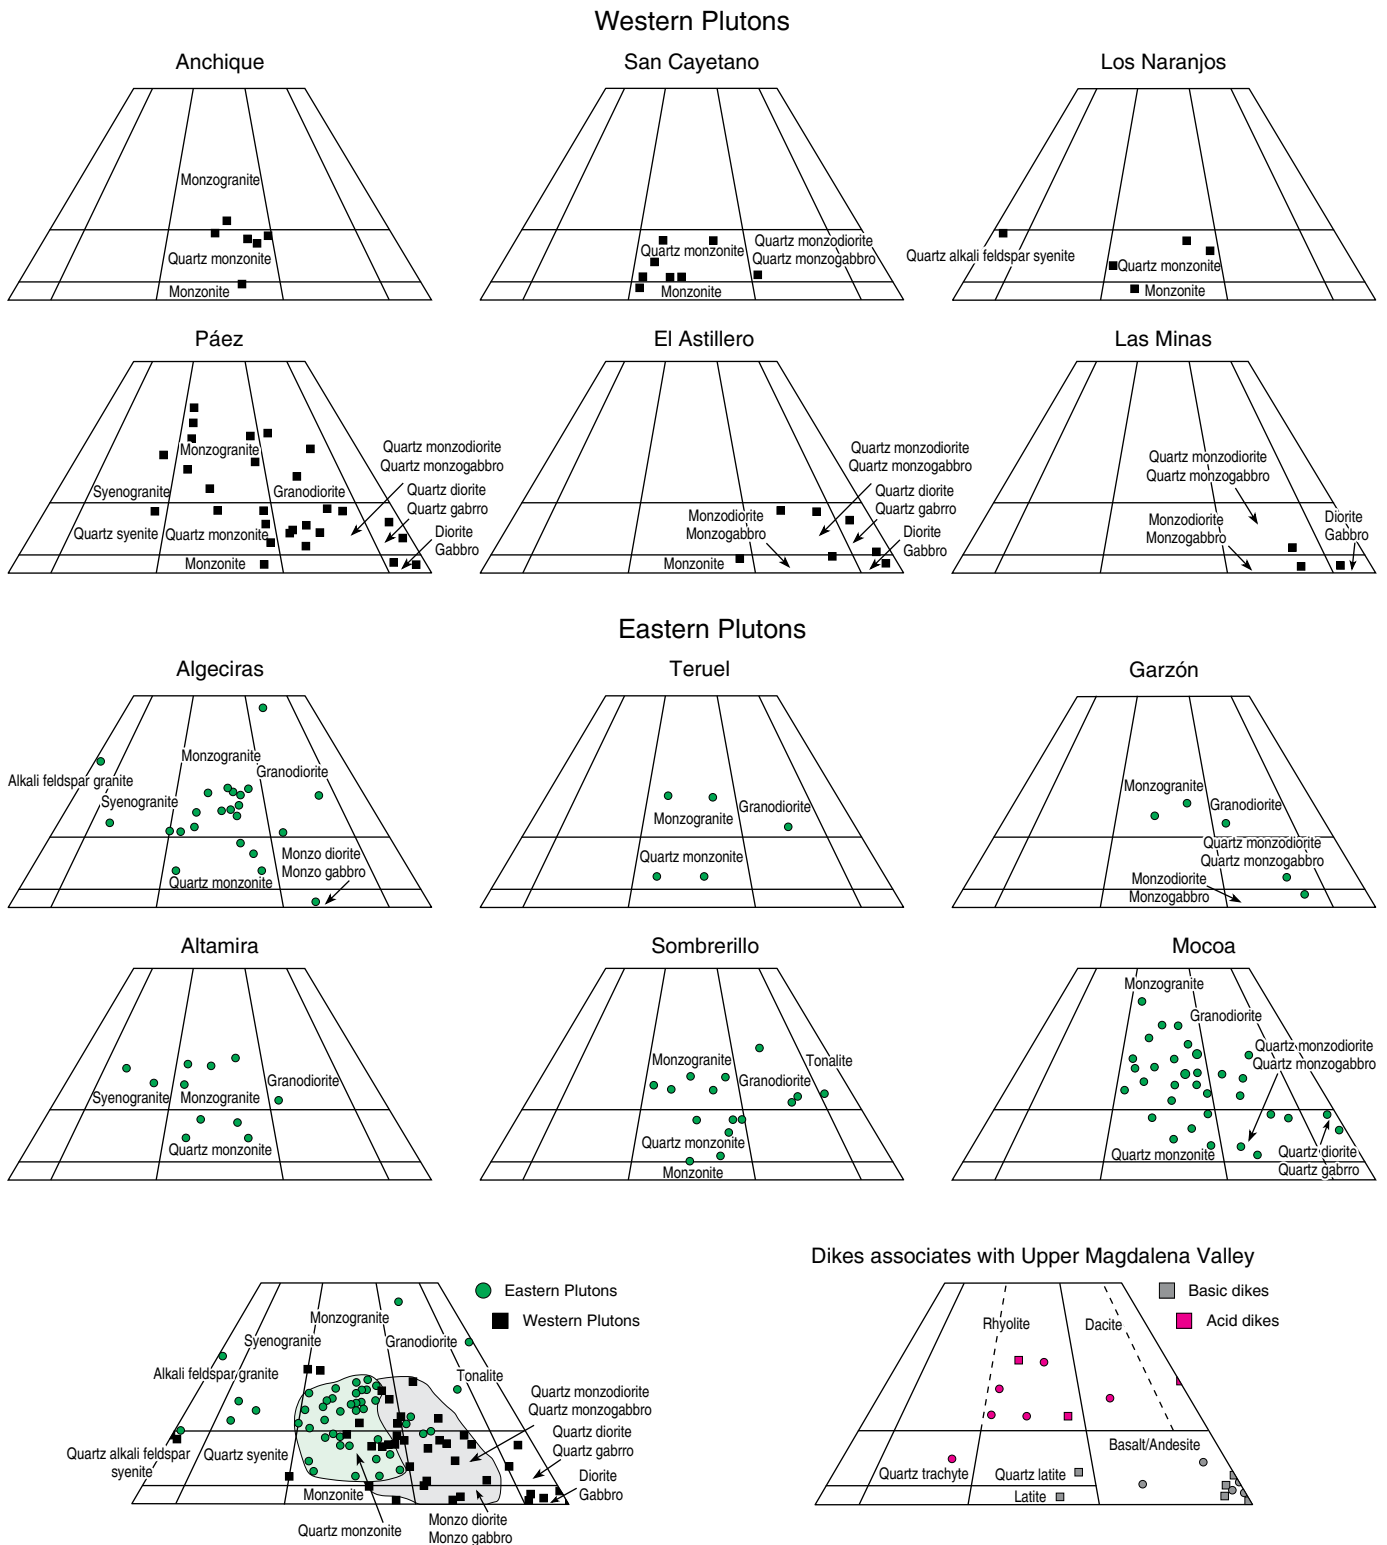 Western Plutons
Anchique
Monzogranite
Quartz monzonite
Monzonite
San Cayetano
Quartz monzonite
Quartz monzodiorite
Quartz monzogabbro
Monzonite
Los Naranjos
Quartz alkali feldspar syenite
Quartz monzonite
Monzonite
Páez
Monzogranite
Syenogranite
Granodiorite
Quartz syenite
Quartz monzonite
Monzonite
Quartz monzodiorite
Quartz monzogabbro
Quartz diorite
Quartz gabrro
Diorite
Gabbro
El Astillero
Monzodiorite
Monzogabbro
Monzonite
Quartz monzodiorite
Quartz monzogabbro
Quartz diorite
Quartz gabrro
Diorite
Gabbro
Las Minas
Quartz monzodiorite
Quartz monzogabbro
Monzodiorite
Monzogabbro
Diorite
Gabbro
Eastern Plutons
Algeciras
Monzogranite
Alkali feldspar granite
Granodiorite
Syenogranite
Monzo diorite
Monzo gabbro
Quartz monzonite
Teruel
Granodiorite
Monzogranite
Quartz monzonite
Garzón
Monzogranite
Granodiorite
Quartz monzodiorite
Quartz monzogabbro
Monzodiorite
Monzogabbro
Altamira
Granodiorite
Syenogranite
Monzogranite
Quartz monzonite
Sombrerillo
Monzogranite
Tonalite
Granodiorite
Quartz monzonite
Monzonite
Mocoa
Monzogranite
Granodiorite
Quartz monzodiorite
Quartz monzogabbro
Quartz monzonite
Quartz diorite
Quartz gabrro
Eastern Plutons
Western Plutons
Monzogranite
Syenogranite
Granodiorite
Alkali feldspar granite
Tonalite
Quartz monzodiorite
Quartz monzogabbro
Quartz diorite
Quartz gabrro
Quartz alkali feldspar
syenite
Quartz syenite
Diorite
Gabbro
Monzonite
Quartz monzonite
Monzo diorite
Monzo gabbro
Dikes associates with Upper Magdalena Valley
Basic dikes
Acid dikes
Rhyolite
Dacite
Basalt/Andesite
Quartz trachyte
Quartz latite
Latite